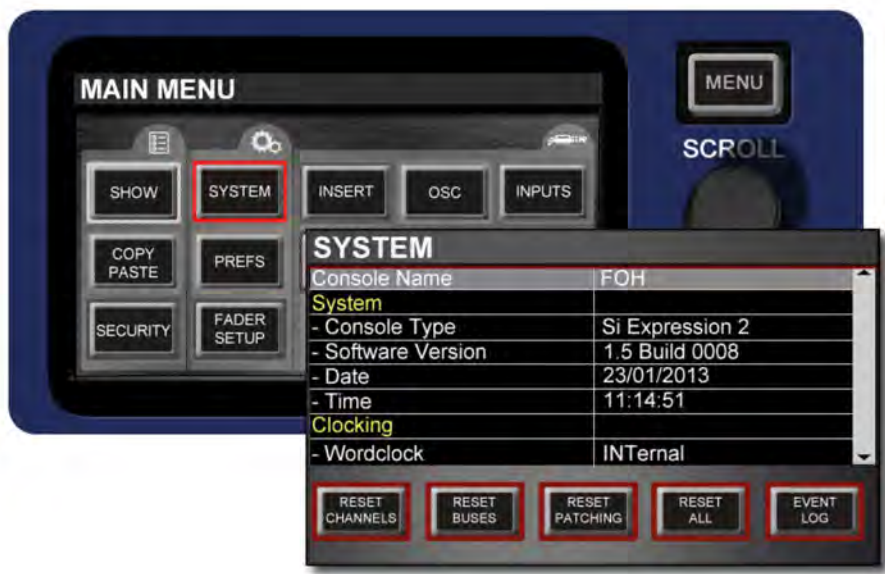 MAIN MENU
MENU
SCROLL
SHOW
SYSTEM
INSERT
OSC
INPUTS
COPY
PASTE
PREFS
SECURITY
FADER
SETUP
SYSTEM
Console Name FOH
System
- Console Type Si Expression 2
- Software Version 1.5 Build 0008
- Date 23/01/2013
- Time 11:14:51
Clocking
- Wordclock INTernal
RESET
CHANNELS
RESET
BUSES
RESET
PATCHING
RESET
ALL
EVENT
LOG